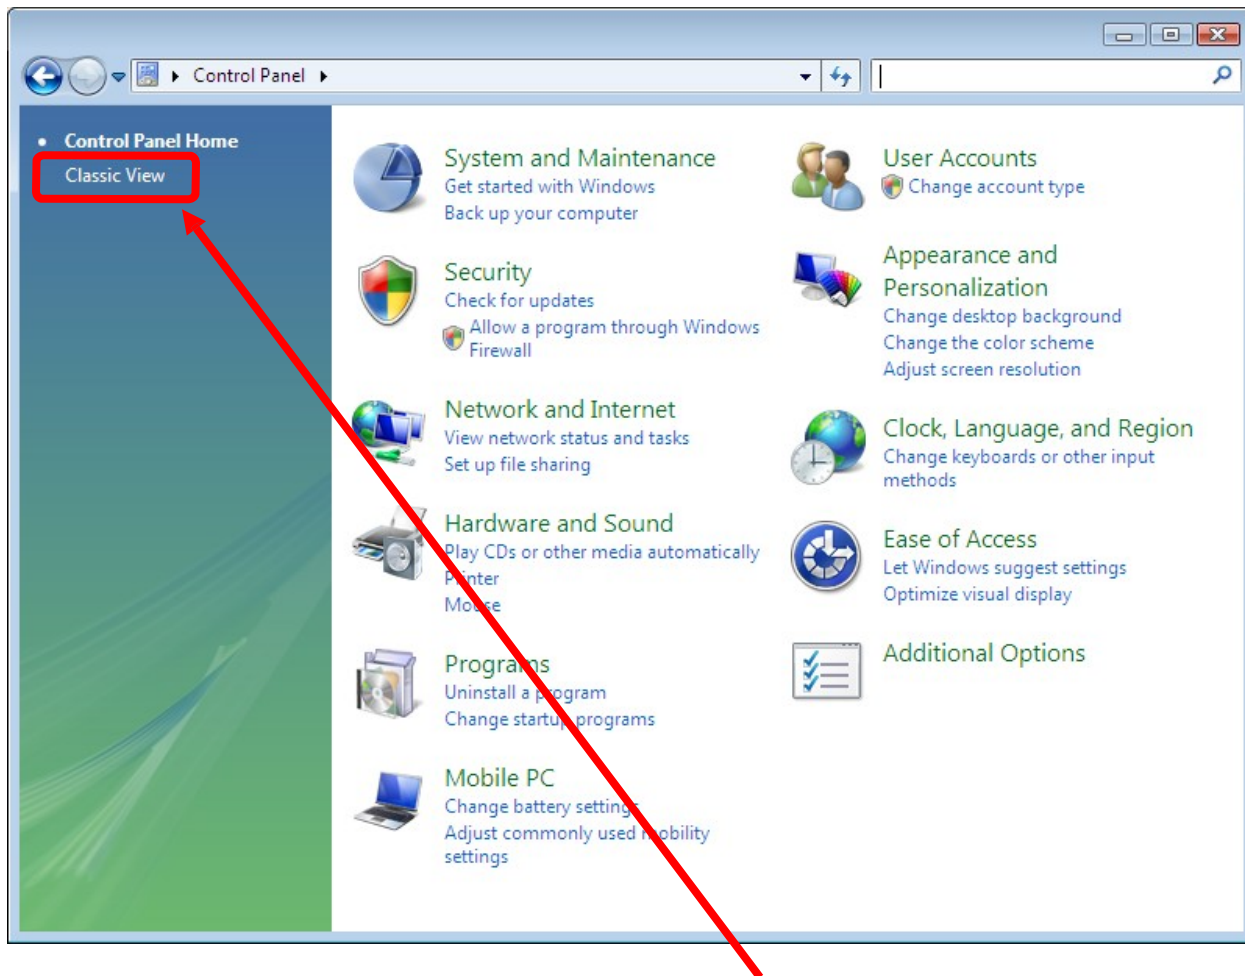 Control Panel
Control Panel Home
Classic View
System and Maintenance
Get started with Windows
Back up your computer
Security
Check for updates
Allow a program through Windows
Firewall
Network and Internet
View network status and tasks
Set up file sharing
Hardware and Sound
Play CDs or other media automatically
Printer
Mouse
Programs
Uninstall a program
Change startup programs
Mobile PC
Change battery settings
Adjust commonly used mobility
settings
User Accounts
Change account type
Appearance and
Personalization
Change desktop background
Change the color scheme
Adjust screen resolution
Clock, Language, and Region
Change keyboards or other input
methods
Ease of Access
Let Windows suggest settings
Optimize visual display
Additional Options